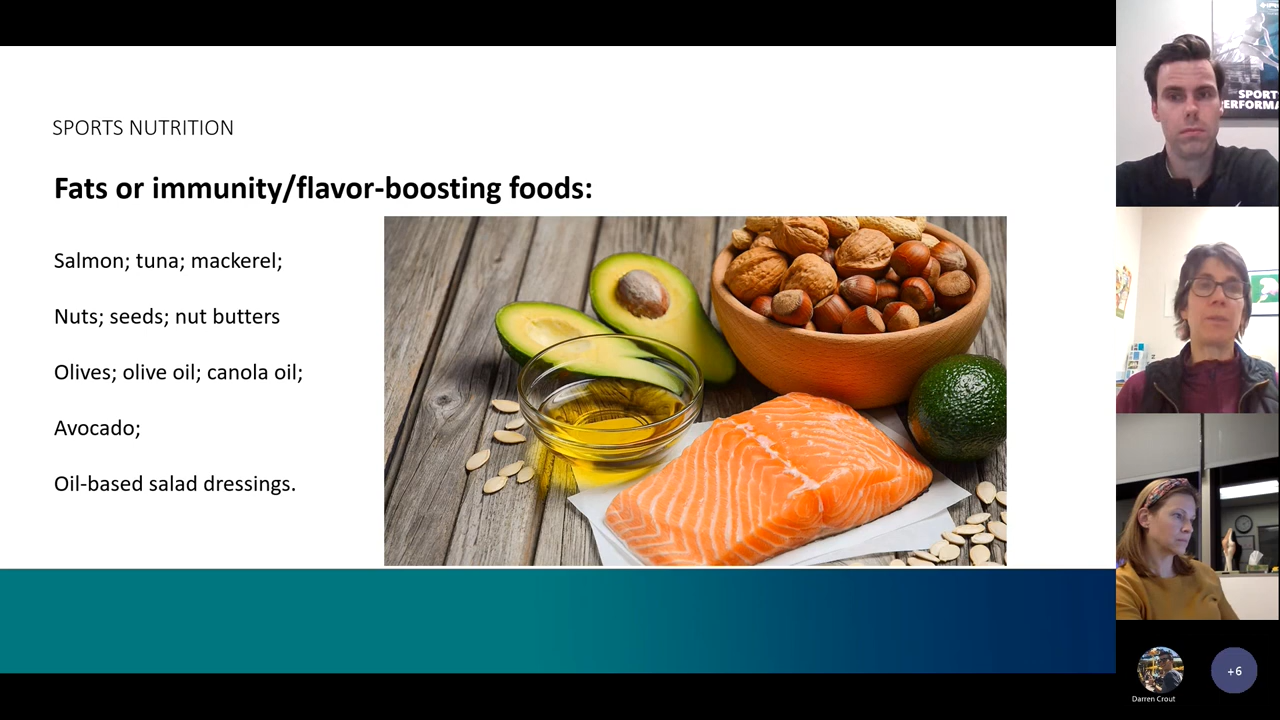 SPORTS NUTRITION
Fats or immunity/flavor-boosting foods:
Salmon; tuna; mackerel;
Nuts; seeds; nut butters
Olives; olive oil; canola oil;
Avocado;
Oil-based salad dressings.
SPORT
PERFORMA
Darren Crout
+6